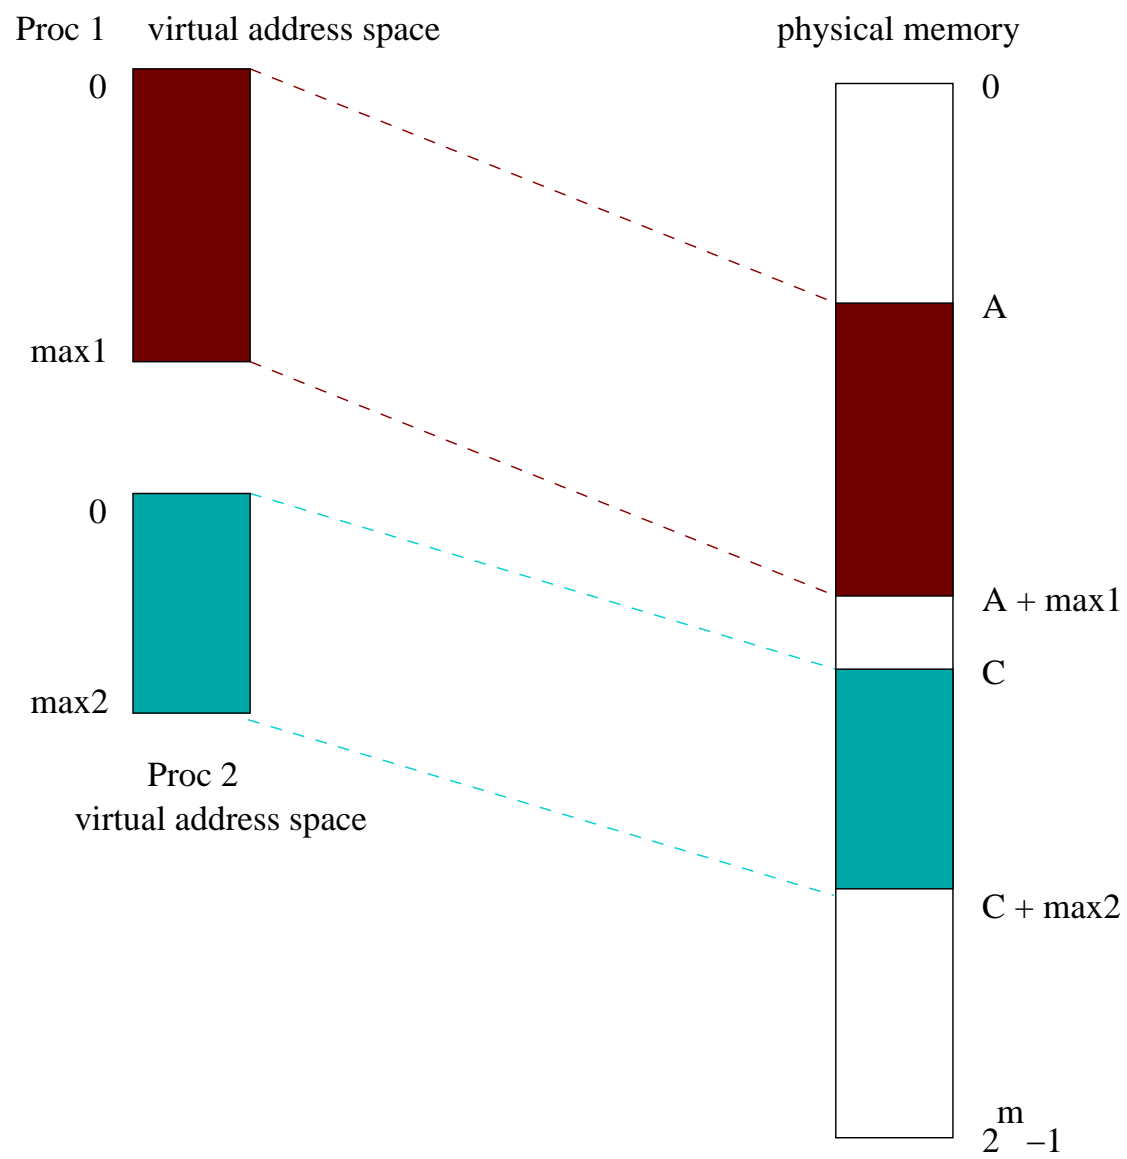 Proc 1 virtual address space
physical memory
0
0
A
max1
0
A + max1
C
max2
Proc 2
virtual address space
C + max2
m
2 −1